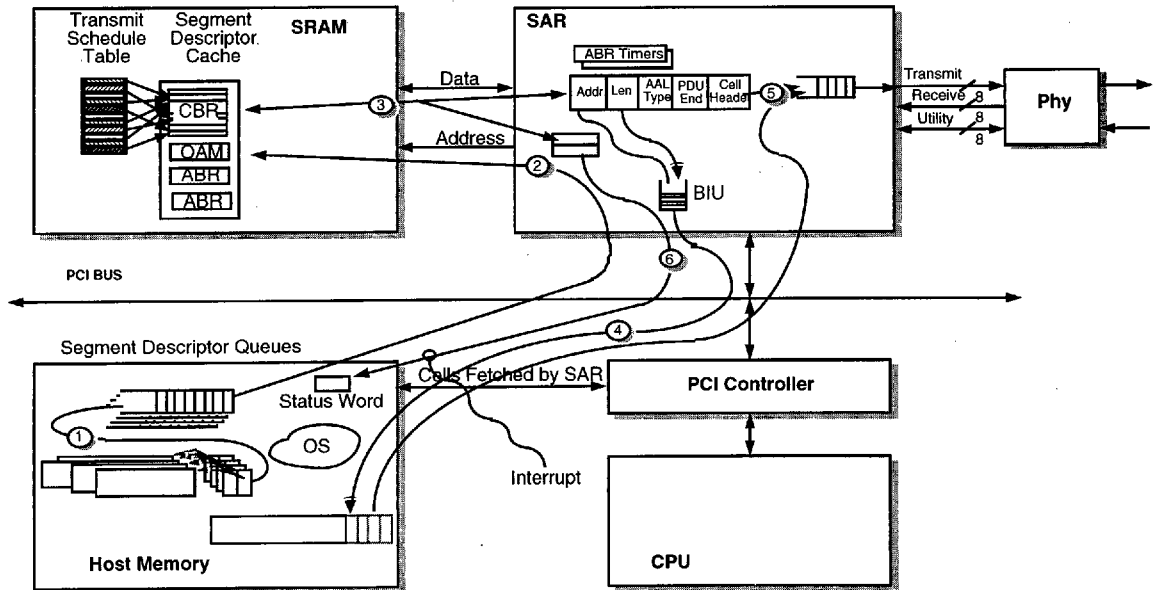 Transmit
Schedule
Table
Segment
Descriptor.
Cache
SRAM
CBR
OAM
ABR
ABR
Data
Address
3
2
SAR
ABR Timers
Addr
Len
AAL
Type
PDU
End
Cell
Header
5
BIU
6
Transmit
Receive
8
Utility
8
8
Phy
PCI BUS
4
Segment Descriptor Queues
Cells Fetched by SAR
Status Word
1
OS
Interrupt
Host Memory
PCI Controller
CPU